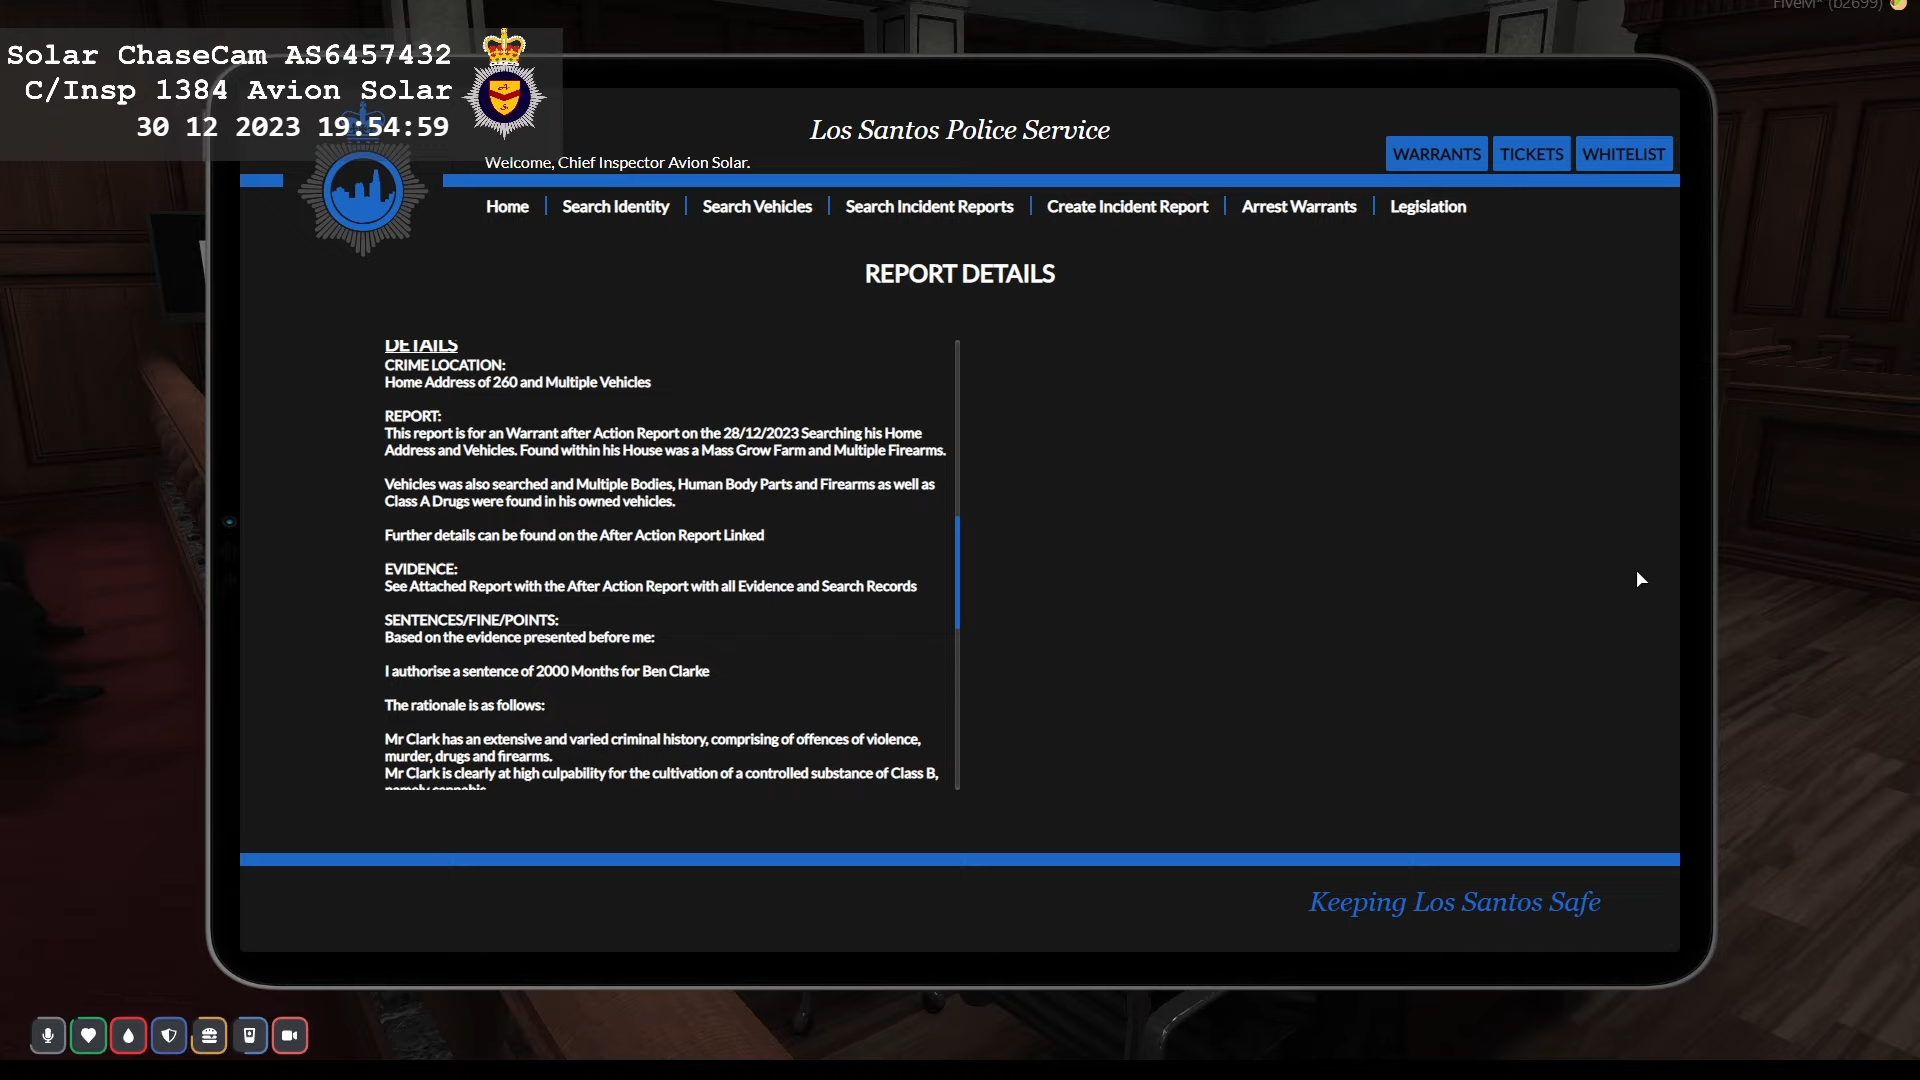 FiveM® (b2699)
Solar ChaseCam AS6457432
C/Insp 1384 Avion Solar
30 12 2023 19:54:59
Los Santos Police Service
Welcome, Chief Inspector Avion Solar.
WARRANTS TICKETS WHITELIST
Home Search Identity Search Vehicles Search Incident Reports Create Incident Report Arrest Warrants Legislation
REPORT DETAILS
DETAILS
CRIME LOCATION:
Home Address of 260 and Multiple Vehicles
REPORT:
This report is for an Warrant after Action Report on the 28/12/2023 Searching his Home
Address and Vehicles. Found within his House was a Mass Grow Farm and Multiple Firearms.
Vehicles was also searched and Multiple Bodies, Human Body Parts and Firearms as well as
Class A Drugs were found in his owned vehicles.
Further details can be found on the After Action Report Linked
EVIDENCE:
See Attached Report with the After Action Report with all Evidence and Search Records
SENTENCES/FINE/POINTS:
Based on the evidence presented before me:
I authorise a sentence of 2000 Months for Ben Clarke
The rationale is as follows:
Mr Clark has an extensive and varied criminal history, comprising of offences of violence,
murder, drugs and firearms.
Mr Clark is clearly at high culpability for the cultivation of a controlled substance of Class B,
namely cannabis.
Keeping Los Santos Safe